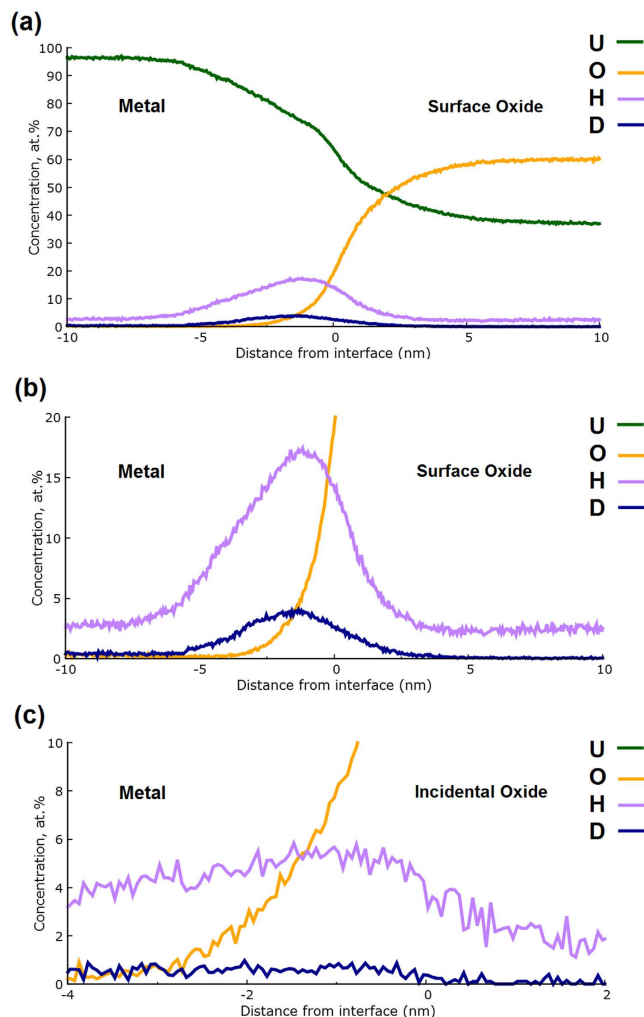 (a)
100
90
80
70
60
50
40
30
20
10
0
Concentration, at.%
Metal
Surface Oxide
U
O
H
D
-10
-5
0
5
10
Distance from interface (nm)
(b)
20
15
10
5
0
Concentration, at.%
Metal
Surface Oxide
U
O
H
D
-10
-5
0
5
10
Distance from interface (nm)
(c)
10
8
6
4
2
0
Concentration, at.%
Metal
Incidental Oxide
U
O
H
D
-4
-2
0
2
Distance from interface (nm)